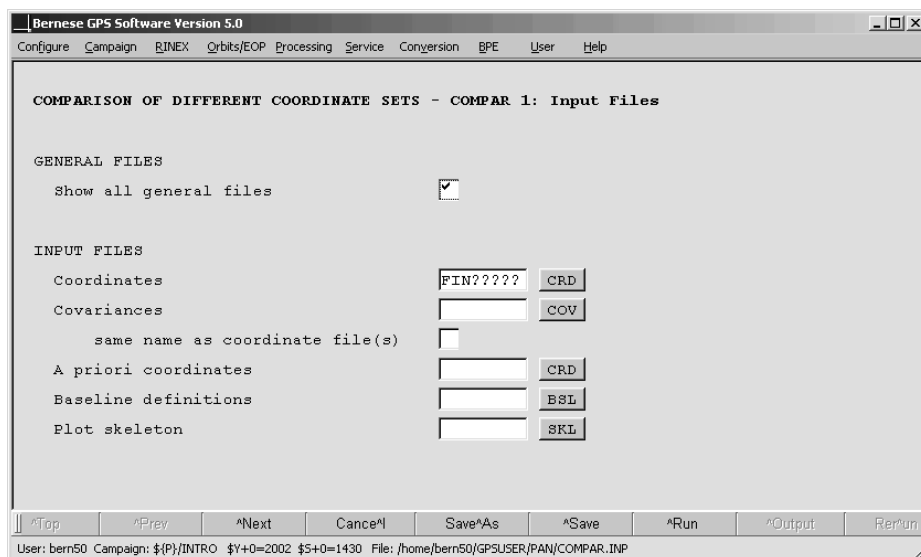 Bernese GPS Software Version 5.0
Configure Campaign RINEX Orbits/EOP Processing Service Conversion BPE User Help
COMPARISON OF DIFFERENT COORDINATE SETS - COMPAR 1: Input Files
GENERAL FILES
Show all general files
INPUT FILES
Coordinates FIN????? CRD
Covariances COV
same name as coordinate file(s)
A priori coordinates CRD
Baseline definitions BSL
Plot skeleton SKL
^Top ^Prev ^Next Cance^l Save^As ^Save ^Run ^Output Rer^un
User: bern50 Campaign: ${P}/INTRO $Y+0=2002 $S+0=1430 File: /home/bern50/GPSUSER/PAN/COMPAR.INP